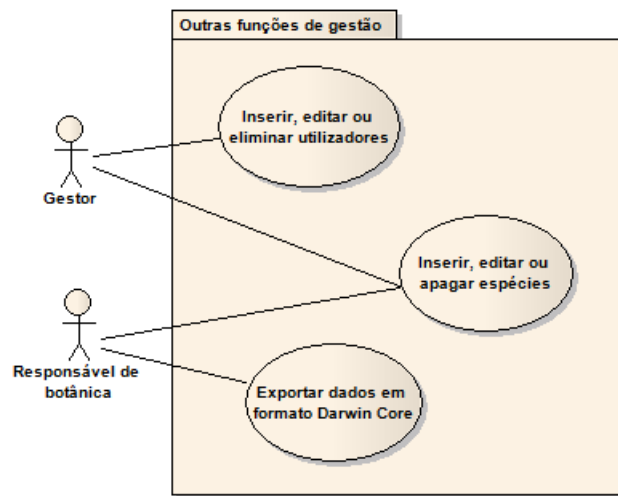 Outras funções de gestão
Inserir, editar ou
eliminar utilizadores
Gestor
Inserir, editar ou
apagar espécies
Responsável de
botânica
Exportar dados em
formato Darwin Core